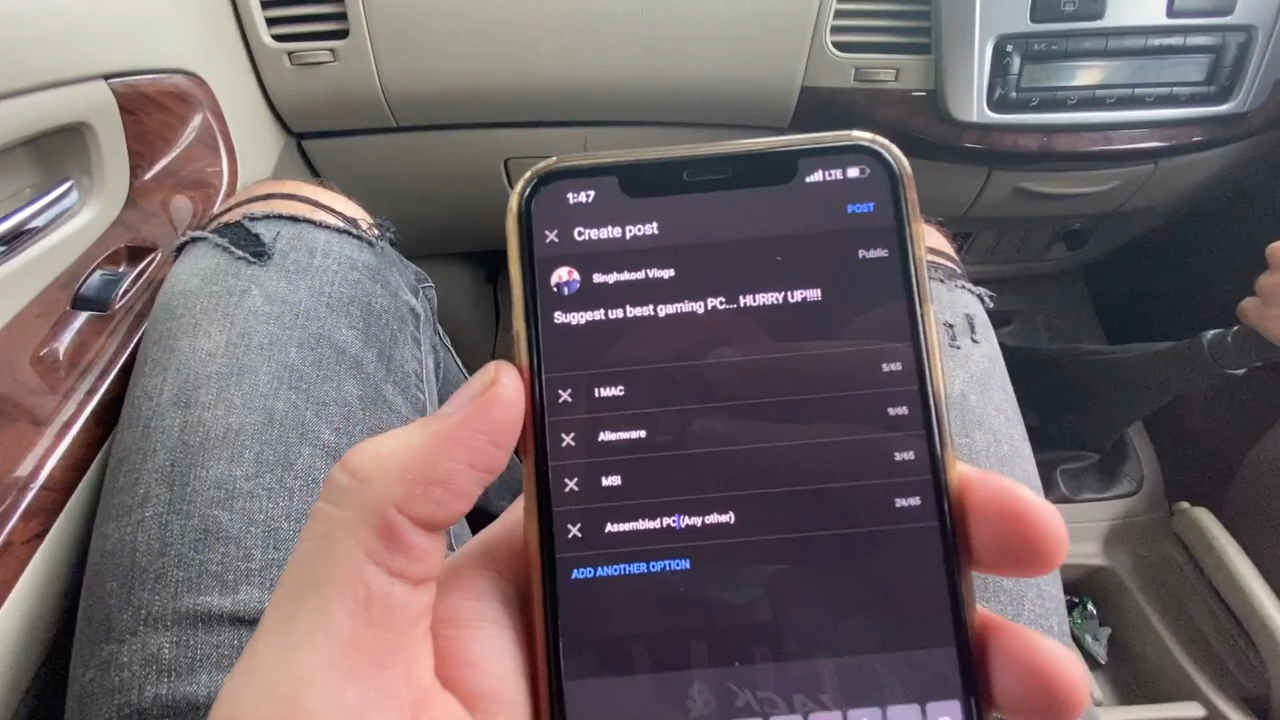 1:47
LTE
Create post
POST
Singhskool Vlogs
Public
Suggest us best gaming PC... HURRY UP!!!!
5/65
I MAC
9/65
Alienware
3/65
MSI
24/65
Assembled PC (Any other)
ADD ANOTHER OPTION
A/C